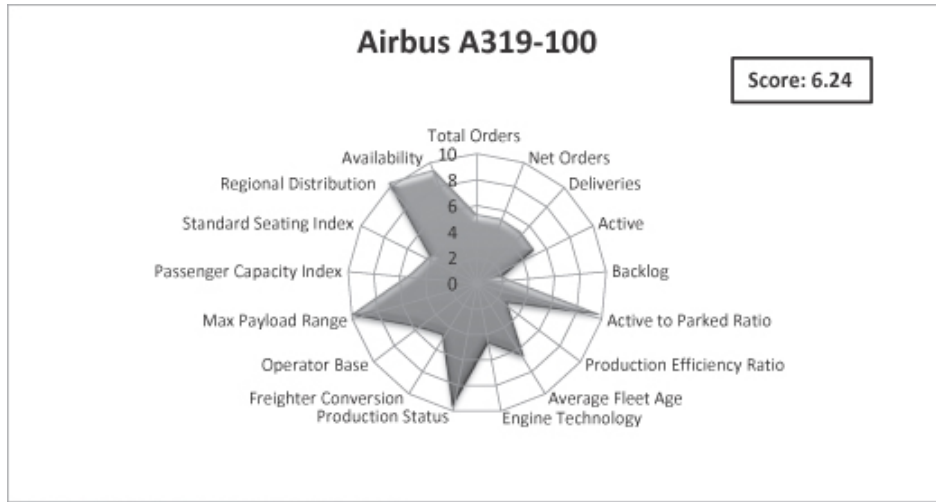 Airbus A319-100
Score: 6.24
Total Orders
Net Orders
Deliveries
Active
Backlog
Active to Parked Ratio
Production Efficiency Ratio
Average Fleet Age
Engine Technology
Production Status
Freighter Conversion
Operator Base
Max Payload Range
Passenger Capacity Index
Standard Seating Index
Regional Distribution
Availability
10
8
6
4
2
0